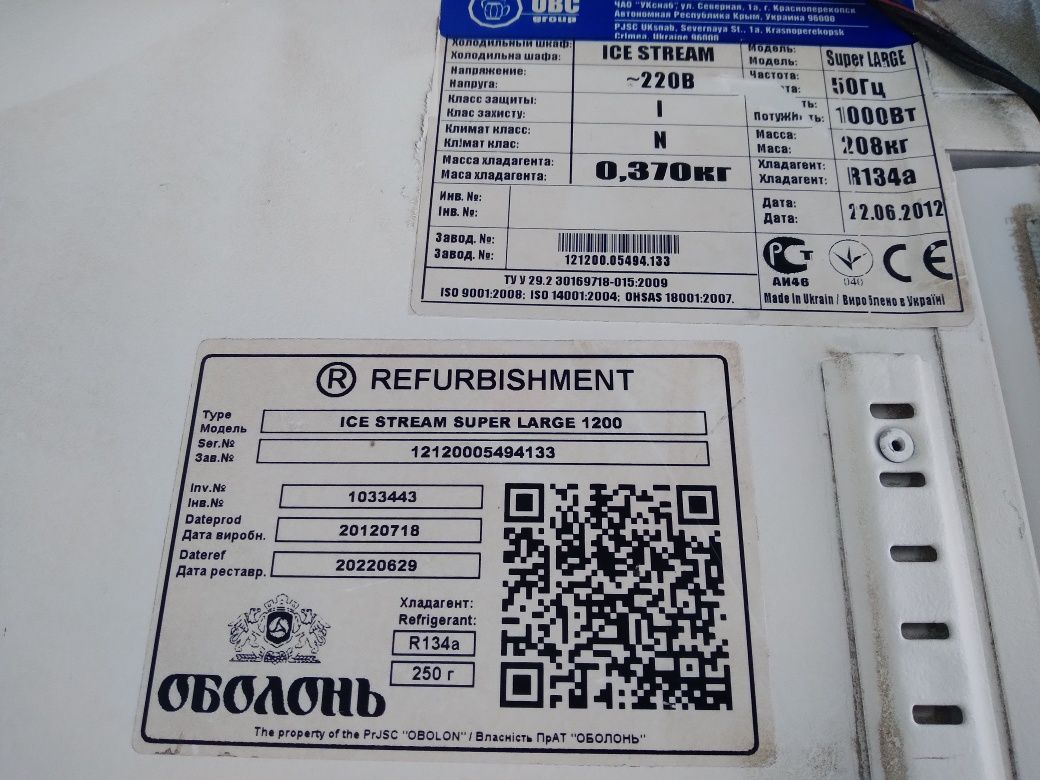 ОВС
group
ЧАО "УКснаб", ул. Северная, 1а, г. Красноперекопск
Автономная Республика Крым, Украина 96000
PJSC UKsnab, Severnaya St., 1a, Krasnoperekopsk
Crimea, Ukraine 96000
Холодильный шкаф:
Холодильна шафа:
ICE STREAM
Модель:
Модель:
Super LARGE
Напряжение:
Напруга:
~220В
Частота:
та:
50Гц
Класс защиты:
Клас захисту:
I
ть:
Потужн ть:
1000Вт
Климат класс:
Клімат клас:
N
Масса:
Маса:
208кг
Масса хладагента:
Маса хладагента:
0,370кг
Хладагент:
Хладагент:
R134a
Инв. №:
Інв. №:
Дата:
Дата:
22.06.2012
Завод. №:
Завод. №:
121200.05494.133
РСТ
АИ46
040
CE
ТУ У 29.2 30169718-015:2009
ISO 9001:2008; ISO 14001:2004; OHSAS 18001:2007.
Made In Ukrain / Вироблено в Україні
® REFURBISHMENT
Type
Модель
ICE STREAM SUPER LARGE 1200
Ser.№
Зав.№
12120005494133
Inv.№
Інв.№
1033443
Dateprod
Дата виробн.
20120718
Dateref
Дата реставр.
20220629
Хладагент:
Refrigerant:
R134a
250 г
ОБОЛОНЬ
The property of the PrJSC "OBOLON" / Власність ПрАТ "ОБОЛОНЬ"